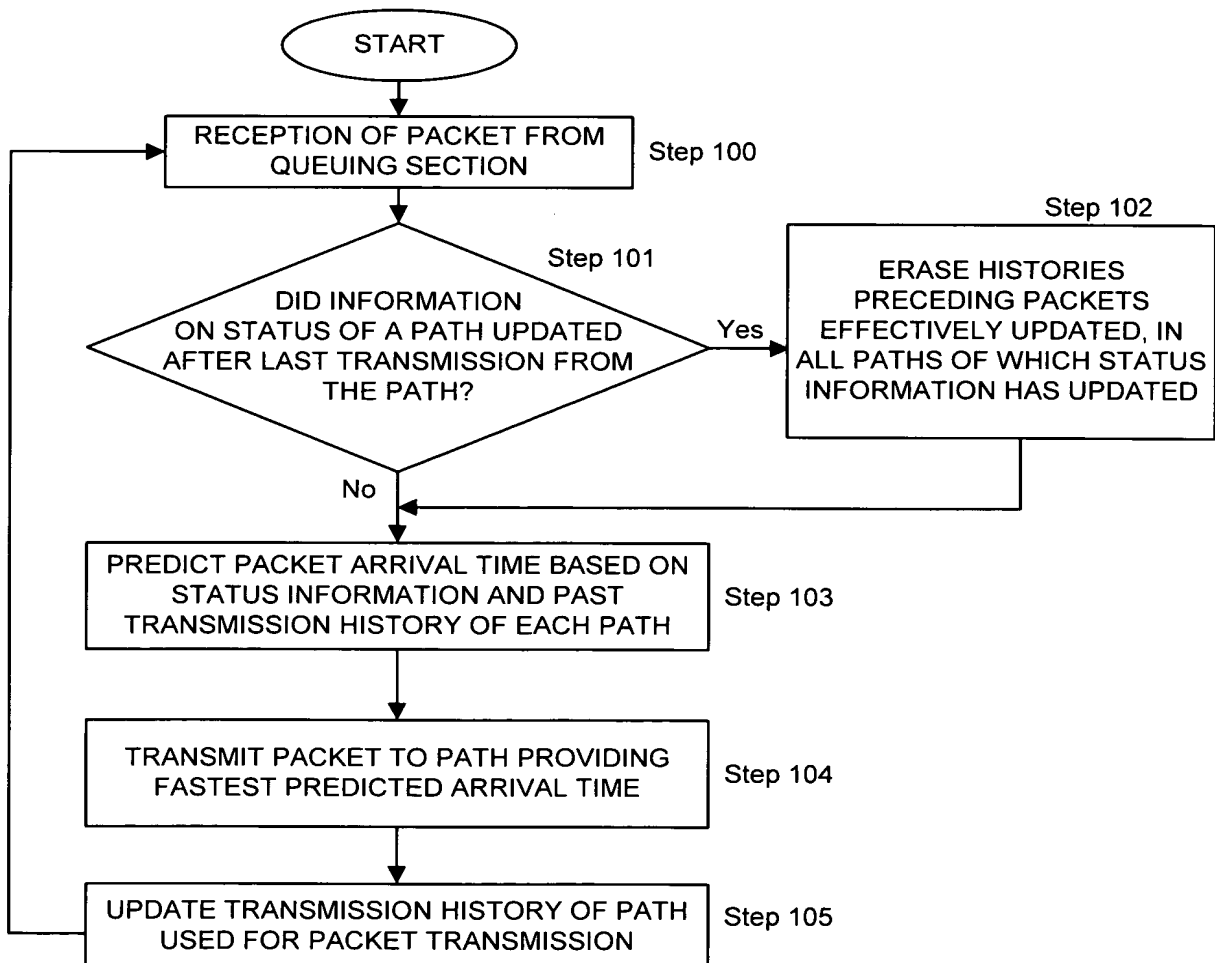 START
RECEPTION OF PACKET FROM
QUEUING SECTION
Step 100
Step 101
DID INFORMATION
ON STATUS OF A PATH UPDATED
AFTER LAST TRANSMISSION FROM
THE PATH?
Yes
Step 102
ERASE HISTORIES
PRECEDING PACKETS
EFFECTIVELY UPDATED, IN
ALL PATHS OF WHICH STATUS
INFORMATION HAS UPDATED
No
PREDICT PACKET ARRIVAL TIME BASED ON
STATUS INFORMATION AND PAST
TRANSMISSION HISTORY OF EACH PATH
Step 103
TRANSMIT PACKET TO PATH PROVIDING
FASTEST PREDICTED ARRIVAL TIME
Step 104
UPDATE TRANSMISSION HISTORY OF PATH
USED FOR PACKET TRANSMISSION
Step 105